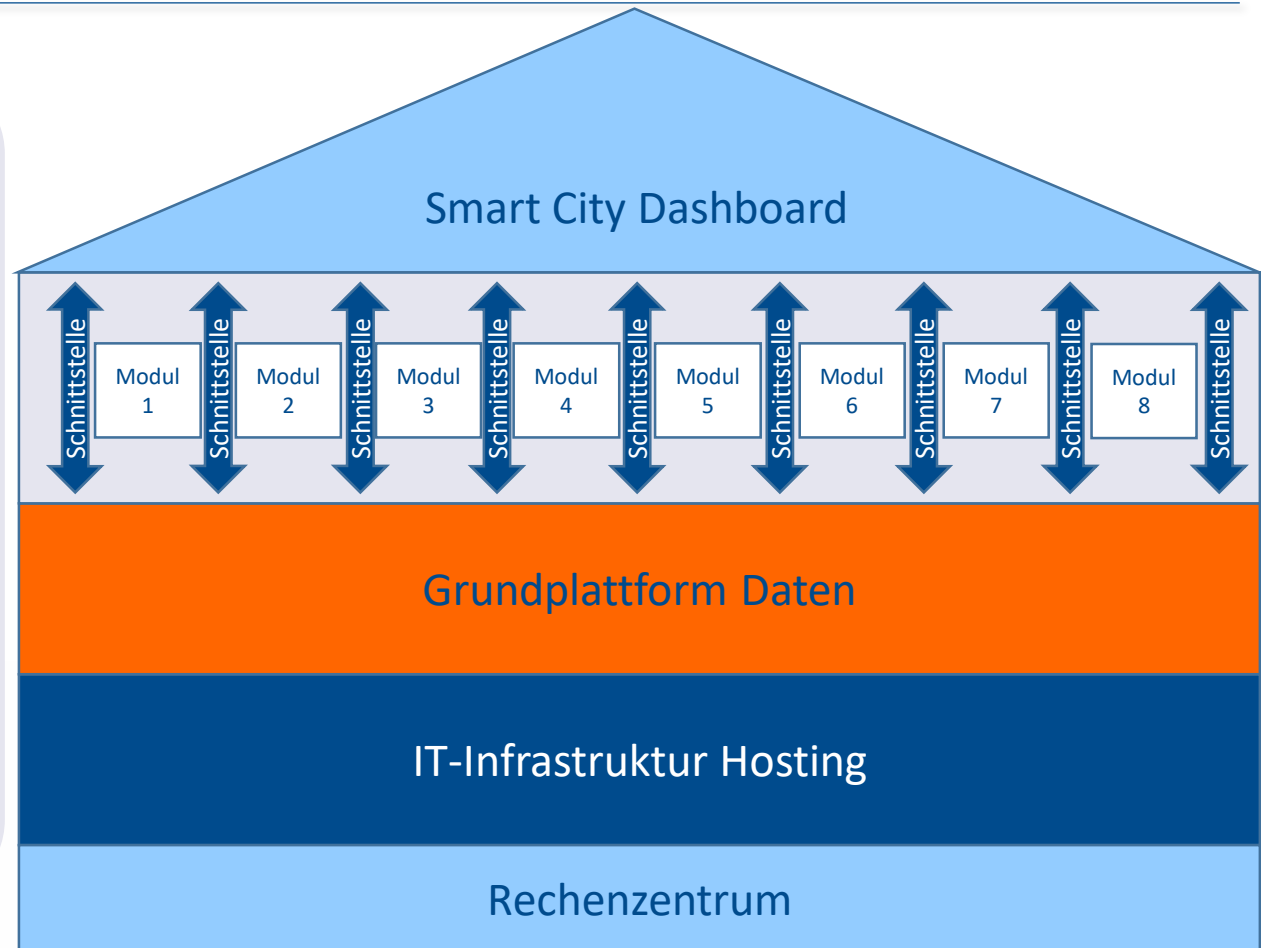 Smart City Dashboard
Schnittstelle
Modul
1
Schnittstelle
Modul
2
Schnittstelle
Modul
3
Schnittstelle
Modul
4
Schnittstelle
Modul
5
Schnittstelle
Modul
6
Schnittstelle
Modul
7
Schnittstelle
Modul
8
Schnittstelle
Grundplattform Daten
IT-Infrastruktur Hosting
Rechenzentrum